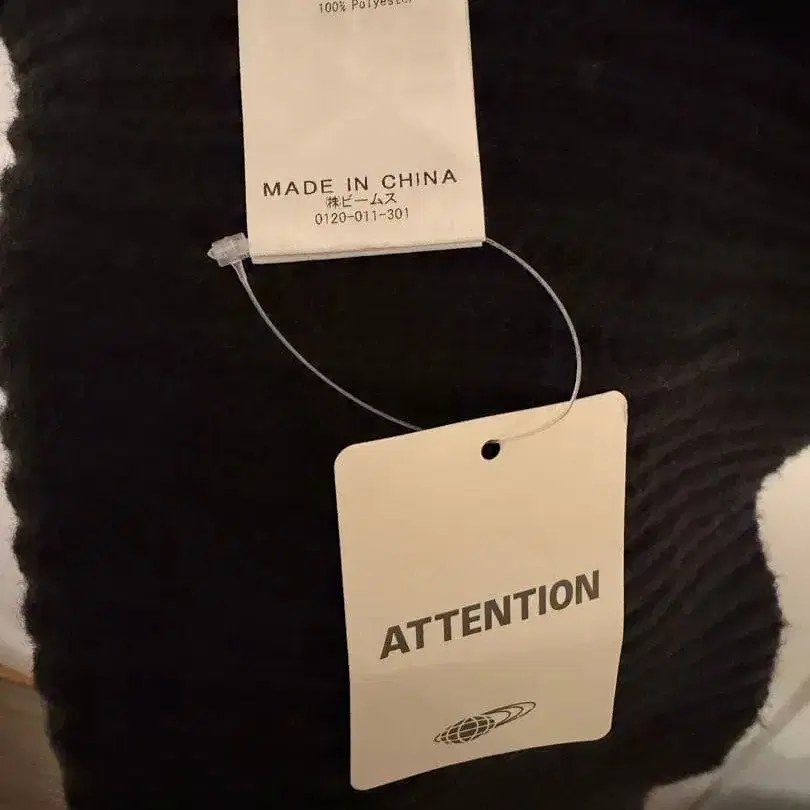 100% Polyester
MADE IN CHINA
㈱ビームス
0120-011-301
ATTENTION